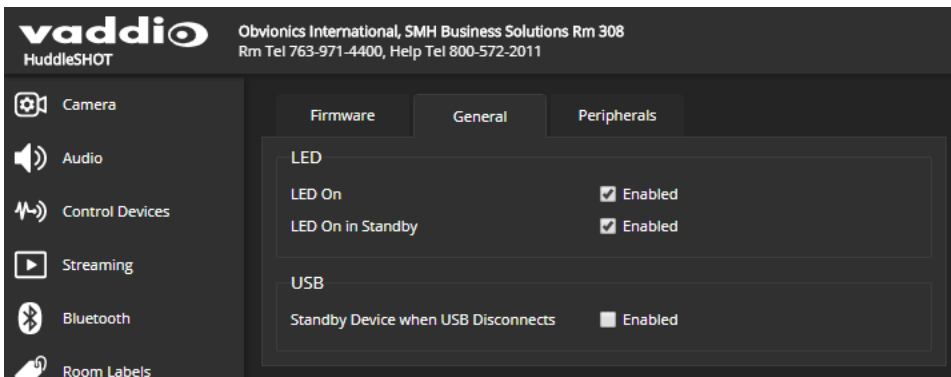 vaddio
HuddleSHOT
Obvionics International, SMH Business Solutions Rm 308
Rm Tel 763-971-4400, Help Tel 800-572-2011
Camera
Audio
Control Devices
Streaming
Bluetooth
Room Labels
Firmware General Peripherals
LED
LED On Enabled
LED On in Standby Enabled
USB
Standby Device when USB Disconnects Enabled